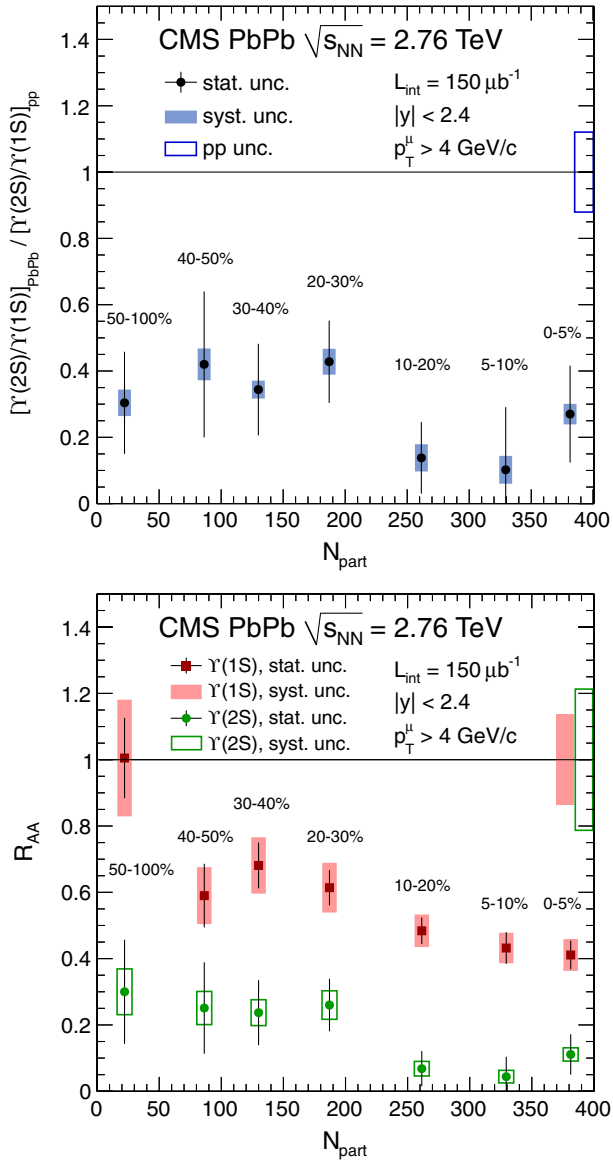 CMS PbPb √sNN = 2.76 TeV
stat. unc.
syst. unc.
pp unc.
Lint = 150 μb-1
|y| < 2.4
pTμ > 4 GeV/c
[ϒ(2S)/ϒ(1S)]PbPb / [ϒ(2S)/ϒ(1S)]pp
1.4
1.2
1
0.8
0.6
0.4
0.2
0
50-100%
40-50%
30-40%
20-30%
10-20%
5-10%
0-5%
0 50 100 150 200 250 300 350 400
Npart
CMS PbPb √sNN = 2.76 TeV
ϒ(1S), stat. unc.
ϒ(1S), syst. unc.
ϒ(2S), stat. unc.
ϒ(2S), syst. unc.
Lint = 150 μb-1
|y| < 2.4
pTμ > 4 GeV/c
RAA
1.4
1.2
1
0.8
0.6
0.4
0.2
0
50-100%
40-50%
30-40%
20-30%
10-20%
5-10%
0-5%
0 50 100 150 200 250 300 350 400
Npart